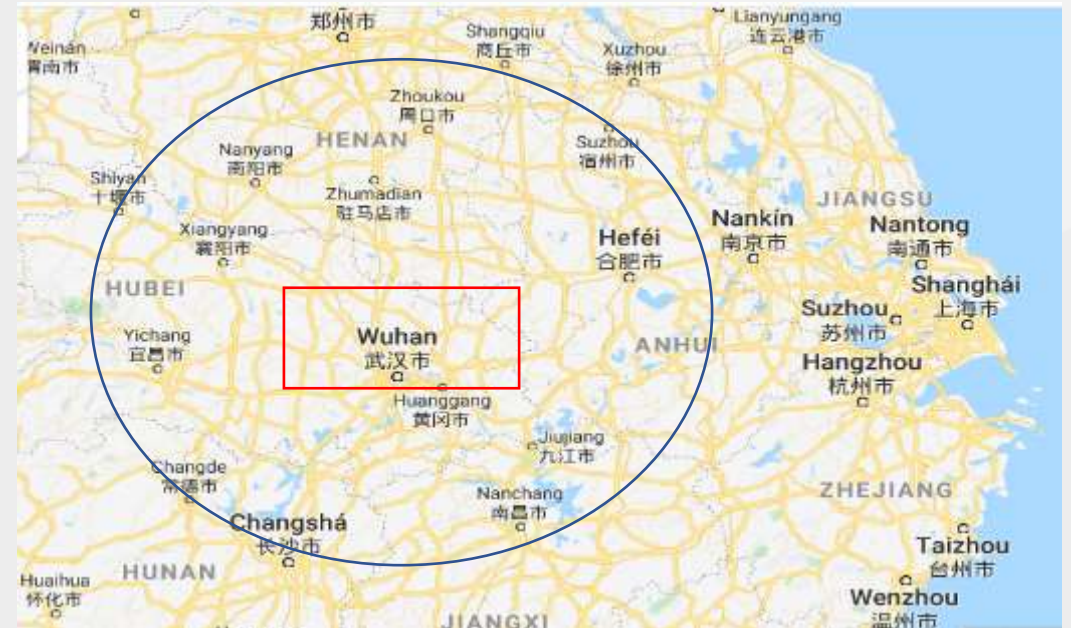 郑州市
Shangqiu
商丘市
Lianyungang
连云港市
Xuzhou
徐州市
Weinan
渭南市
Zhoukou
周口市
HENAN
Nanyang
南阳市
Suzhou
宿州市
Shiyan
十堰市
Zhumadian
驻马店市
JIANGSU
Xiangyang
襄阳市
Nankín
南京市
Nantong
南通市
Heféi
合肥市
HUBEI
Shanghái
上海市
Suzhou
苏州市
Yichang
宜昌市
Wuhan
武汉市
ANHUI
Hangzhou
杭州市
Huanggang
黄冈市
Jiujiang
九江市
Changde
常德市
Nanchang
南昌市
ZHEJIANG
Changshá
长沙市
Taizhou
台州市
HUNAN
Huaihua
怀化市
Wenzhou
温州市
JIANGXI